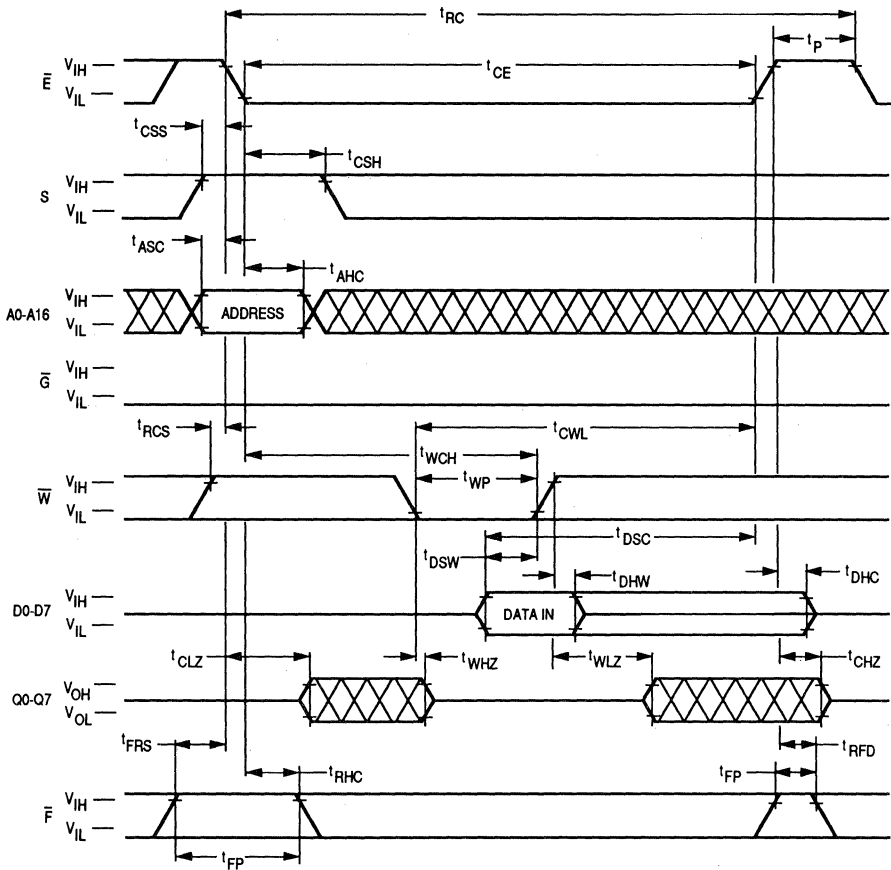 tRC
tP
E
VIH
VIL
tCE
tCSS
tCSH
S
VIH
VIL
tASC
tAHC
A0-A16
VIH
VIL
ADDRESS
G
VIH
VIL
tRCS
tCWL
tWCH
tWP
W
VIH
VIL
tDSC
tDSW
tDHW
tDHC
D0-D7
VIH
VIL
DATA IN
tCLZ
tWHZ
tWLZ
tCHZ
Q0-Q7
VOH
VOL
tFRS
tRHC
tFP
tRFD
F
VIH
VIL
tFP